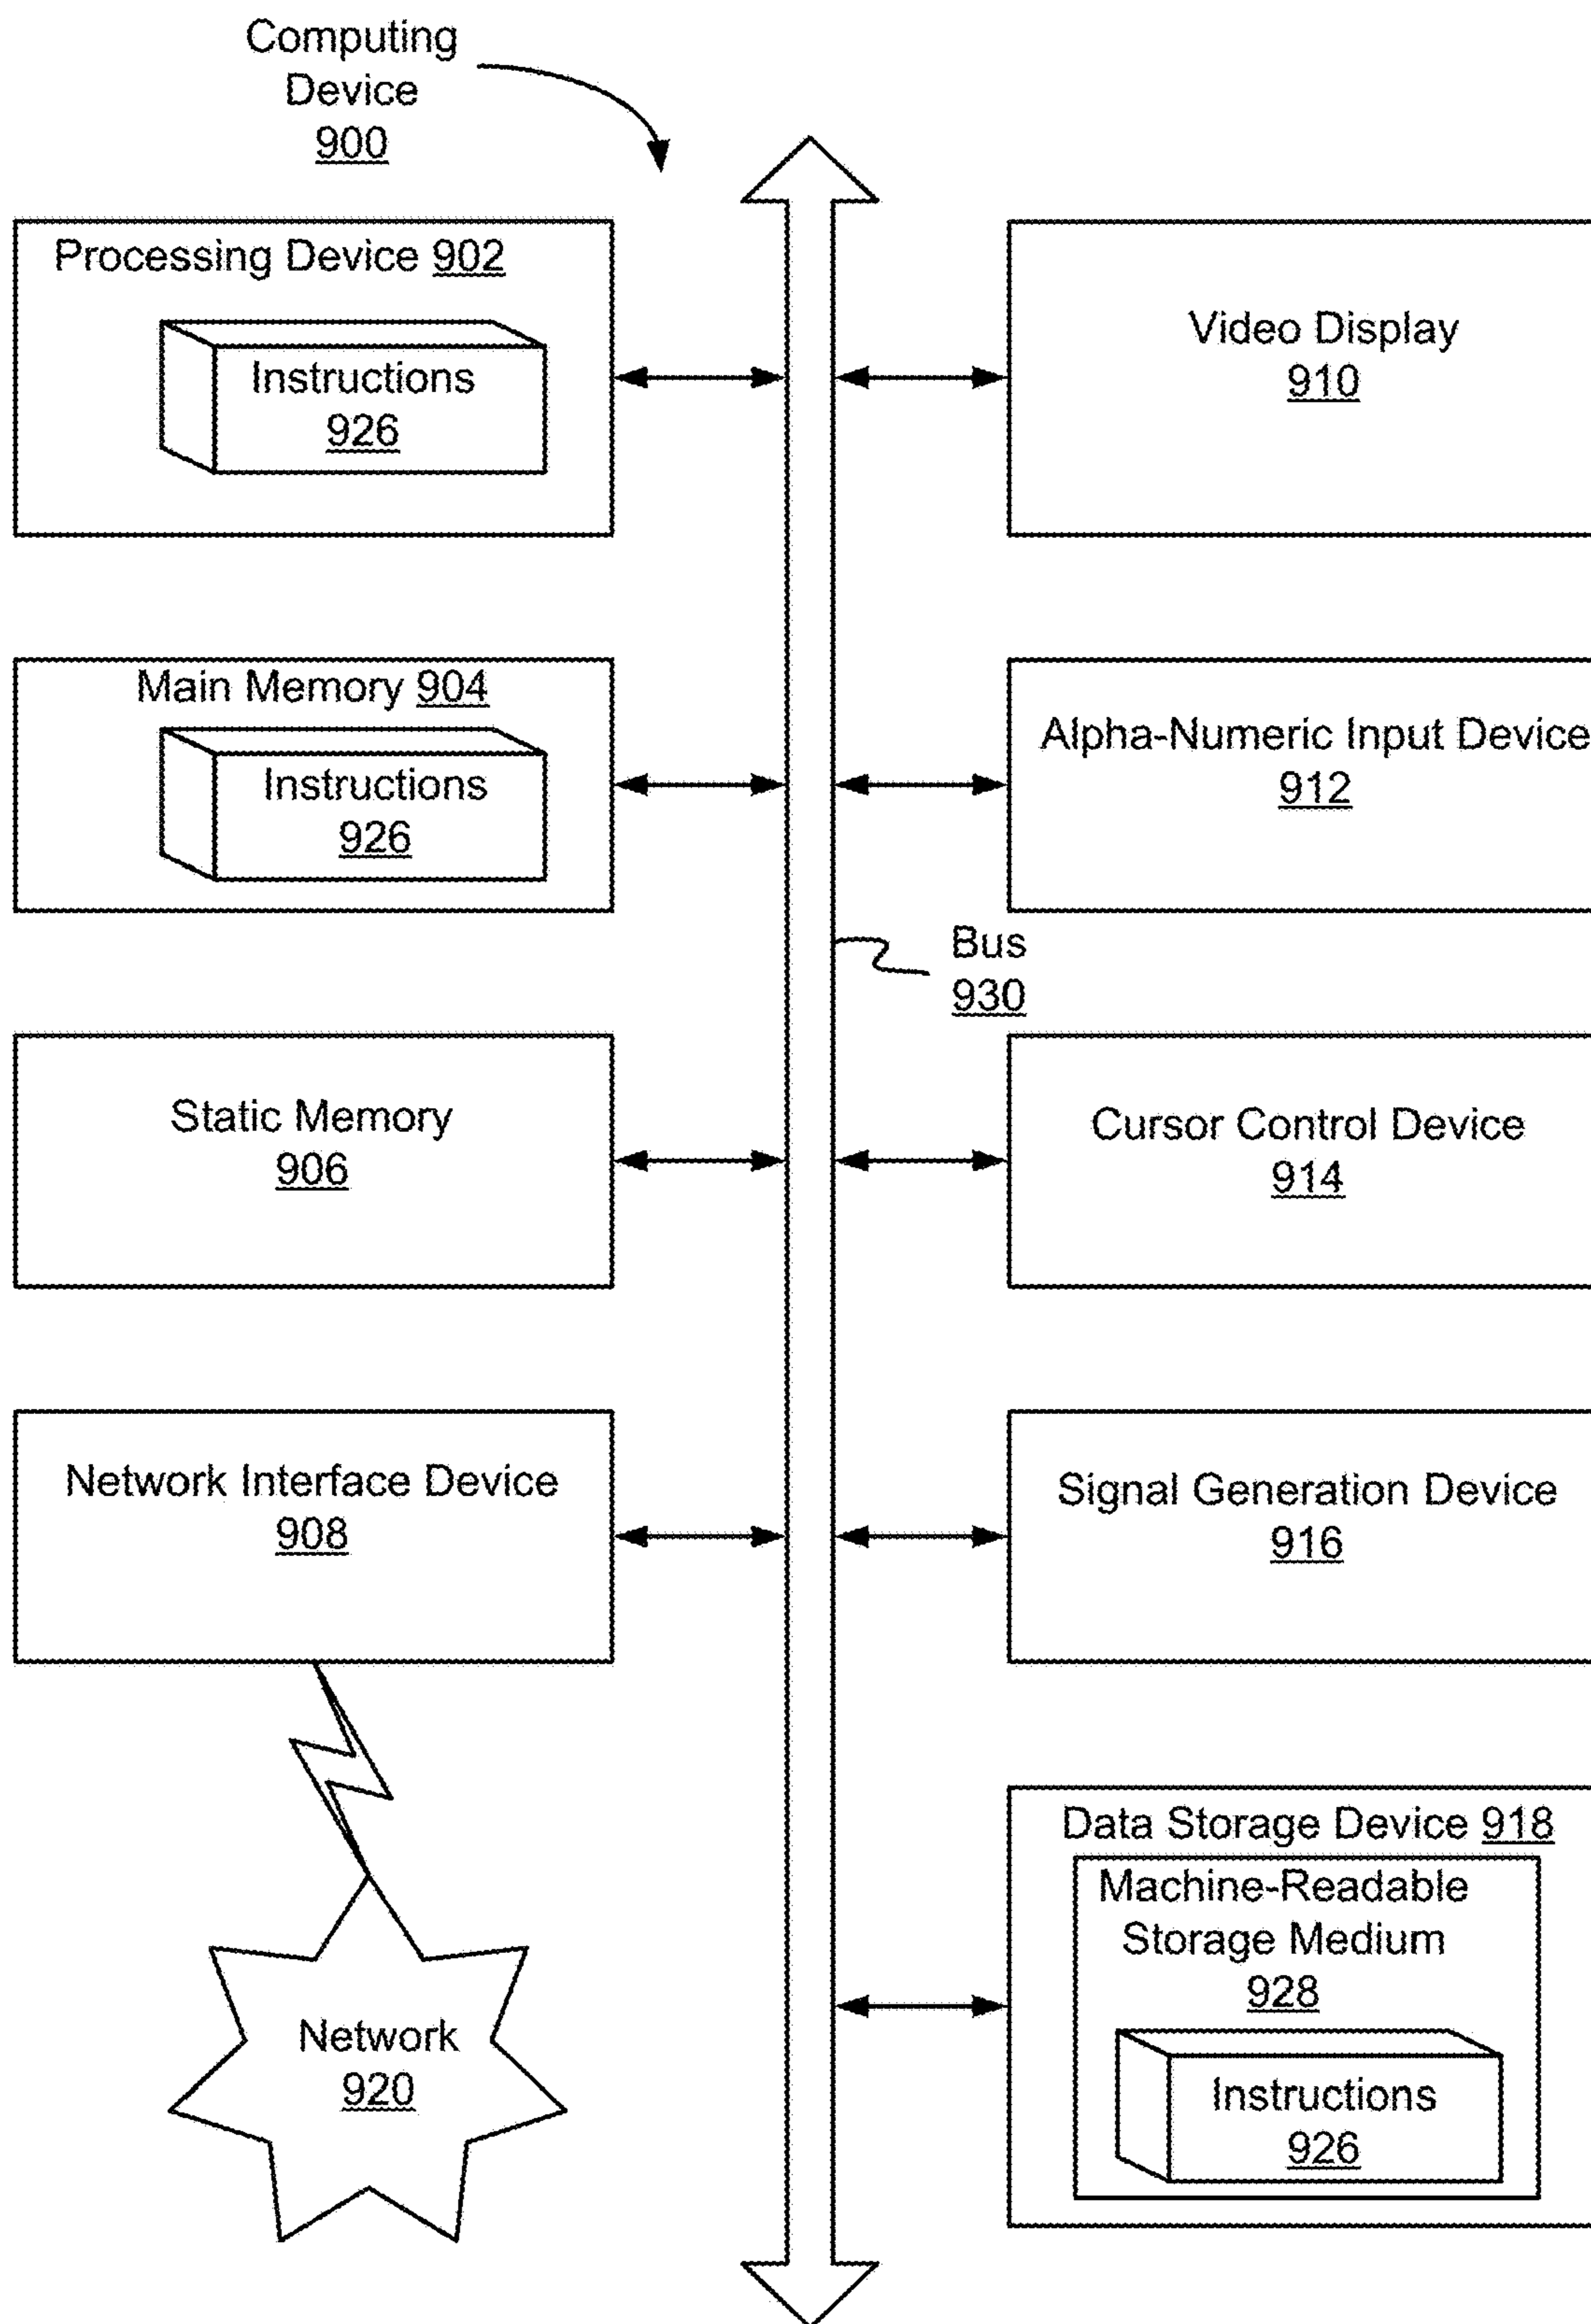 Computing
Device
900
Processing Device 902
Instructions
926
Video Display
910
Main Memory 904
Instructions
926
Alpha-Numeric Input Device
912
Bus
930
Static Memory
906
Cursor Control Device
914
Network Interface Device
908
Signal Generation Device
916
Data Storage Device 918
Machine-Readable
Storage Medium
928
Instructions
926
Network
920